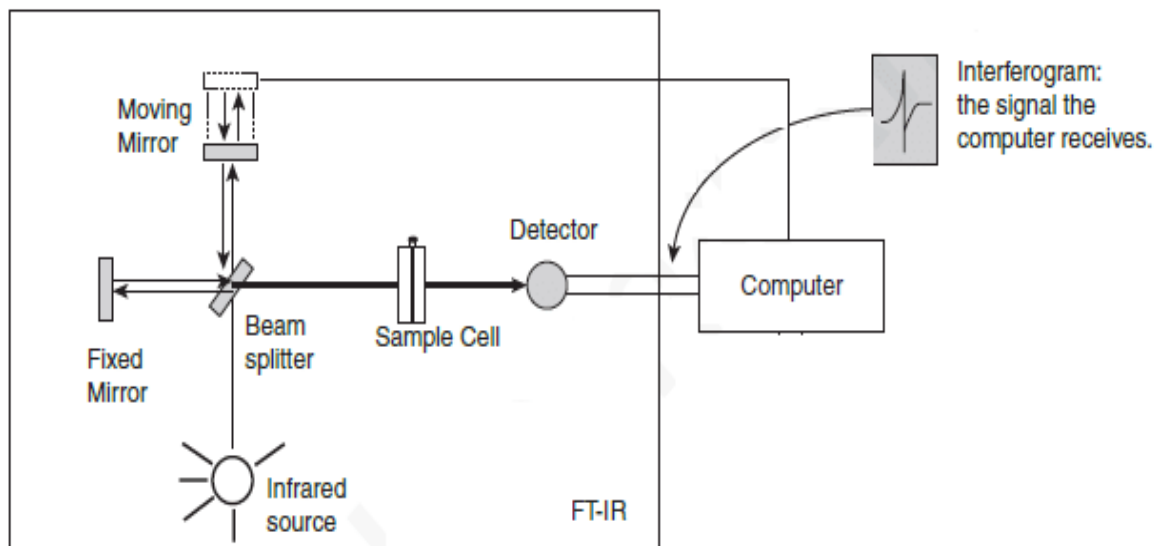 Moving
Mirror
Interferogram:
the signal the
computer receives.
Detector
Computer
Sample Cell
Beam
splitter
Fixed
Mirror
Infrared
source
FT-IR